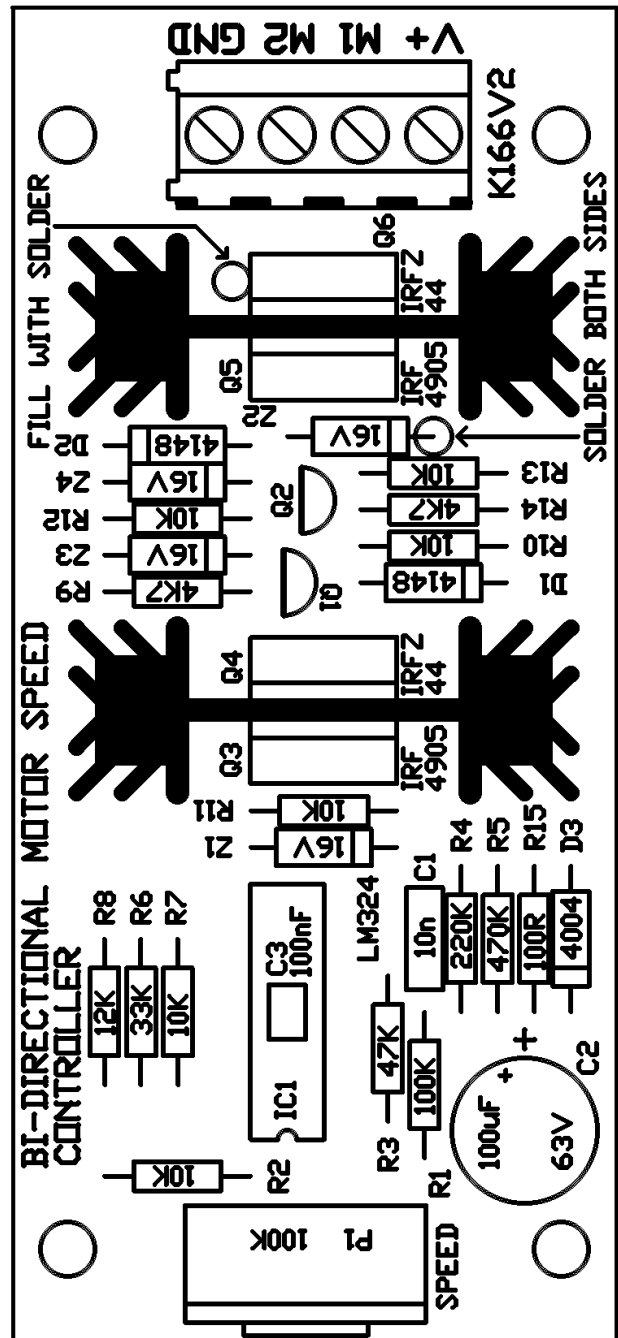 V+ M1 M2 GND
K166V2
FILL WITH SOLDER
SOLDER BOTH SIDES
Q6
IRFZ
44
Q5
IRF
4905
Z2
16V
D2
4148
Z4
16V
R12
10K
Z3
16V
R9
4K7
Q2
Q1
10K
R13
4K7
R14
10K
R10
4148
D1
Q4
IRFZ
44
Q3
IRF
4905
R11
10K
Z1
16V
BI-DIRECTIONAL MOTOR SPEED
CONTROLLER
R8
12K
R6
33K
R7
10K
C3
100nF
IC1
LM324
C1
10n
R4
220K
R5
470K
R15
100R
D3
4004
47K
R3
100K
R1
+
+
100uF
63V
C2
10K
R2
P1 100K
SPEED